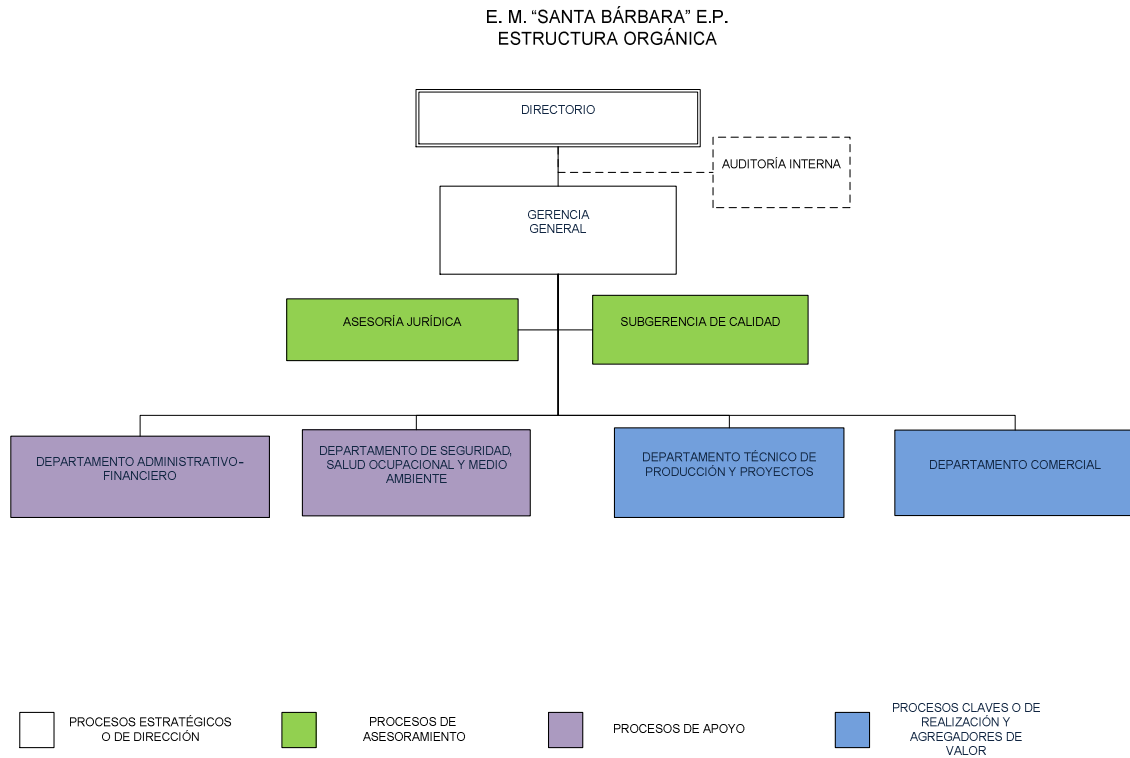 E. M. “SANTA BÁRBARA” E.P.
ESTRUCTURA ORGÁNICA
DIRECTORIO
AUDITORÍA INTERNA
GERENCIA
GENERAL
ASESORÍA JURÍDICA
SUBGERENCIA DE CALIDAD
DEPARTAMENTO ADMINISTRATIVO-
FINANCIERO
DEPARTAMENTO DE SEGURIDAD,
SALUD OCUPACIONAL Y MEDIO
AMBIENTE
DEPARTAMENTO TÉCNICO DE
PRODUCCIÓN Y PROYECTOS
DEPARTAMENTO COMERCIAL
PROCESOS ESTRATÉGICOS
O DE DIRECCIÓN
PROCESOS DE
ASESORAMIENTO
PROCESOS DE APOYO
PROCESOS CLAVES O DE
REALIZACIÓN Y
AGREGADORES DE
VALOR